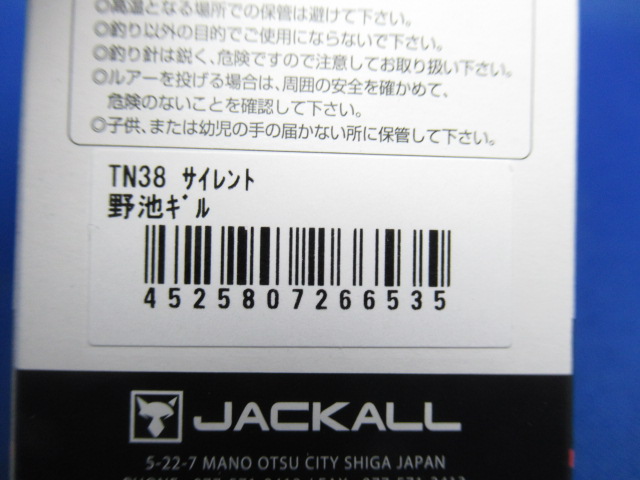 ◎高温となる場所での保管は避けて下さい。
◎釣り以外の目的でご使用にならないで下さい。
◎釣り針は鋭く、危険ですので注意してお取り扱い下さい。
◎ルアーを投げる場合は、周囲の安全を確かめて、
危険のないことを確認して下さい。
◎子供、または幼児の手の届かない所に保管して下さい。
TN38 ｻｲﾚﾝﾄ
野池ｷﾞﾙ
4525807266535
JACKALL
5-22-7 MANO OTSU CITY SHIGA JAPAN